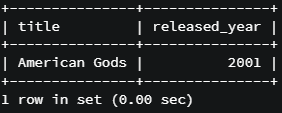 +---------------+---------------+
| title         | released_year |
+---------------+---------------+
| American Gods |          2001 |
+---------------+---------------+
1 row in set (0.00 sec)